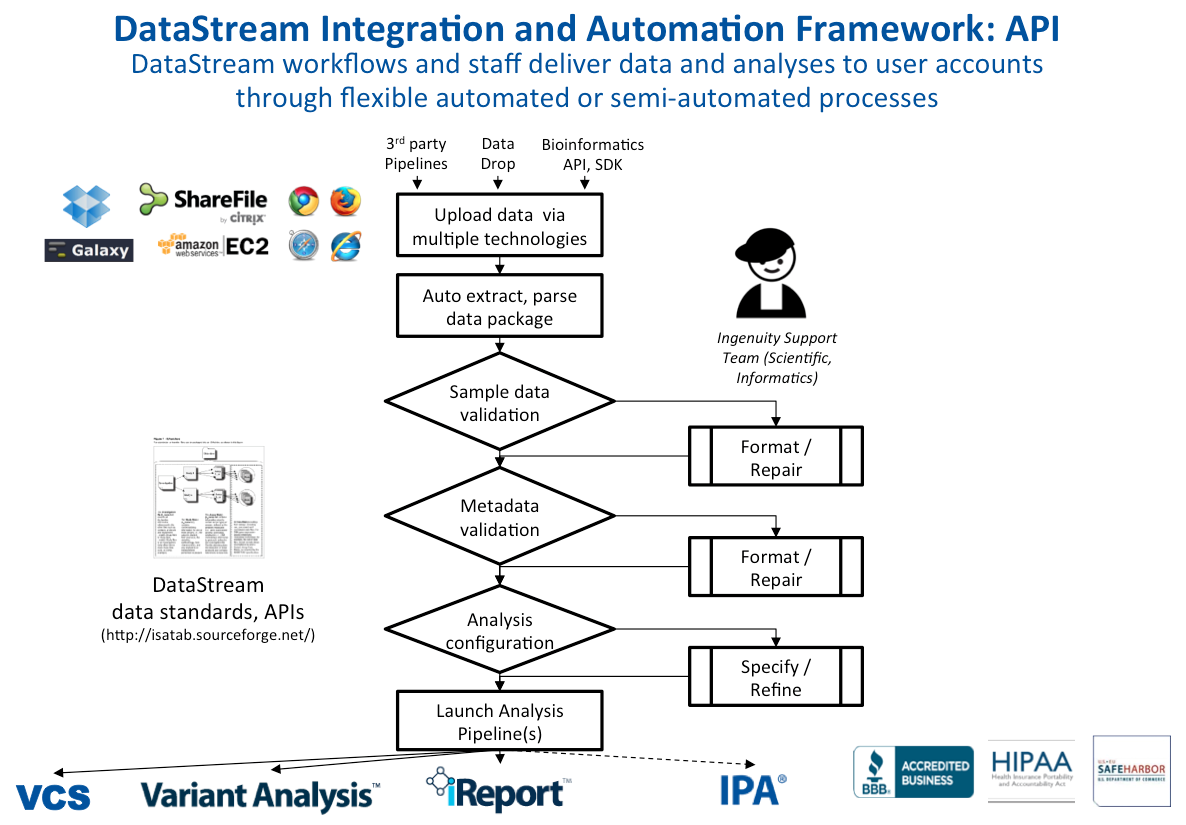 DataStream Integration and Automation Framework: API
DataStream workflows and staff deliver data and analyses to user accounts
through flexible automated or semi-automated processes
3rd party
Pipelines
Data
Drop
Bioinformatics
API, SDK
ShareFile
by CITRIX
Galaxy
amazon
webservices
EC2
Upload data via
multiple technologies
Auto extract, parse
data package
Ingenuity Support
Team (Scientific,
Informatics)
Sample data
validation
Format /
Repair
Metadata
validation
Format /
Repair
DataStream
data standards, APIs
(http://isatab.sourceforge.net/)
Analysis
configuration
Specify /
Refine
Launch Analysis
Pipeline(s)
VCS
Variant Analysis™
iReport™
IPA®
BBB
ACCREDITED
BUSINESS
HIPAA
Health Insurance Portability
and Accountability Act
SAFEHARBOR
U.S. DEPARTMENT OF COMMERCE